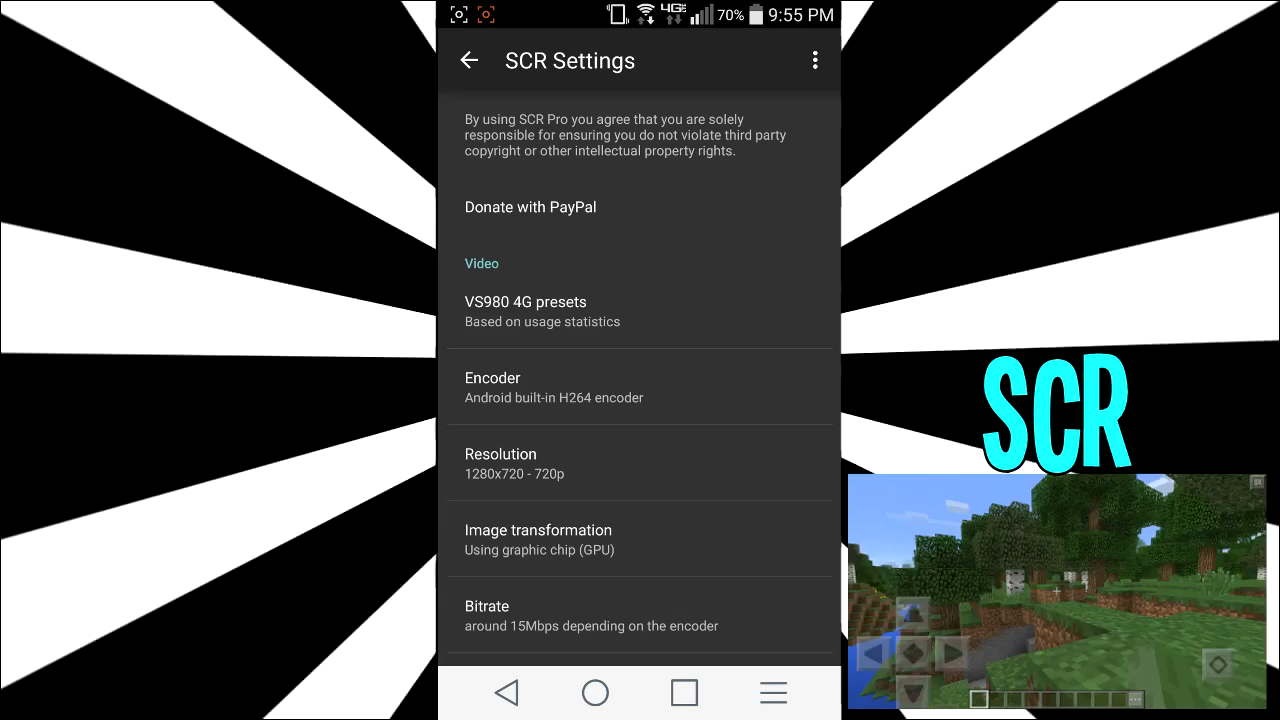 4G
70%
9:55 PM
SCR Settings
By using SCR Pro you agree that you are solely
responsible for ensuring you do not violate third party
copyright or other intellectual property rights.
Donate with PayPal
Video
VS980 4G presets
Based on usage statistics
Encoder
Android built-in H264 encoder
Resolution
1280x720 - 720p
Image transformation
Using graphic chip (GPU)
Bitrate
around 15Mbps depending on the encoder
SCR